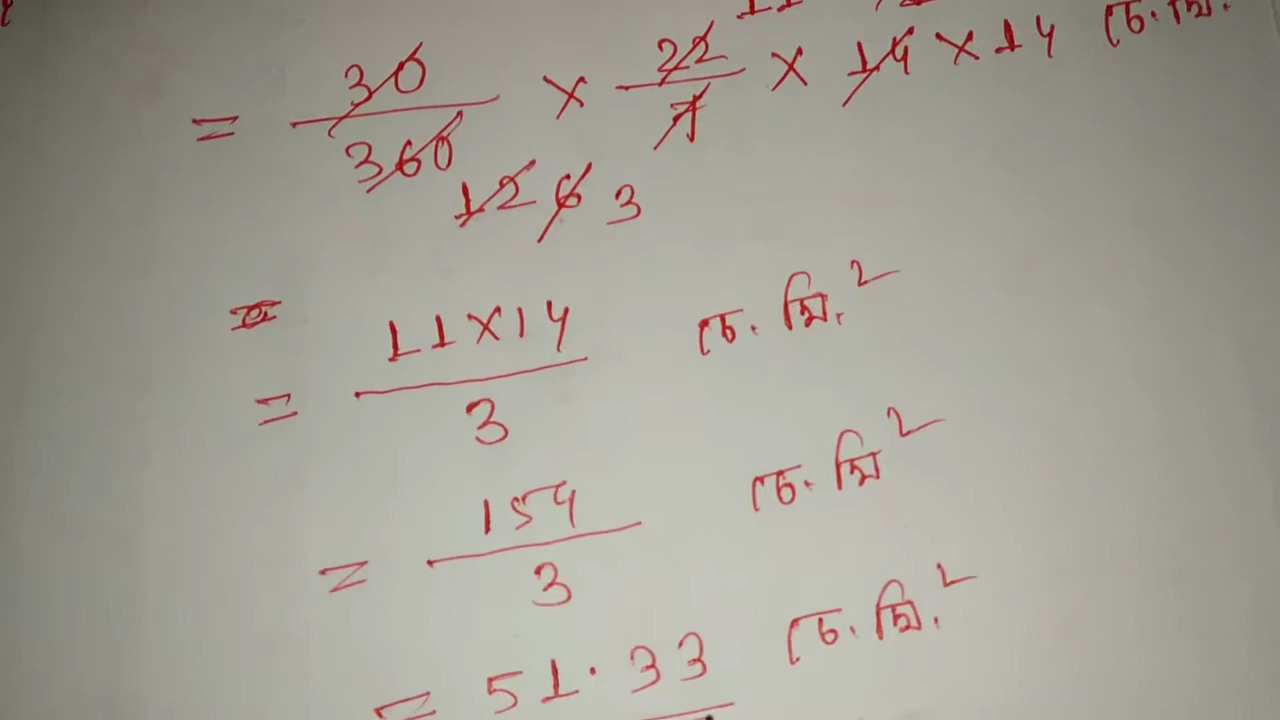 11
= 30/360 × 22/7 × 14 × 14 চে. মি.
12 6 3
= 11×14/3 চে. মি.²
= 154/3 চে. মি²
= 51.33 চে. মি.²